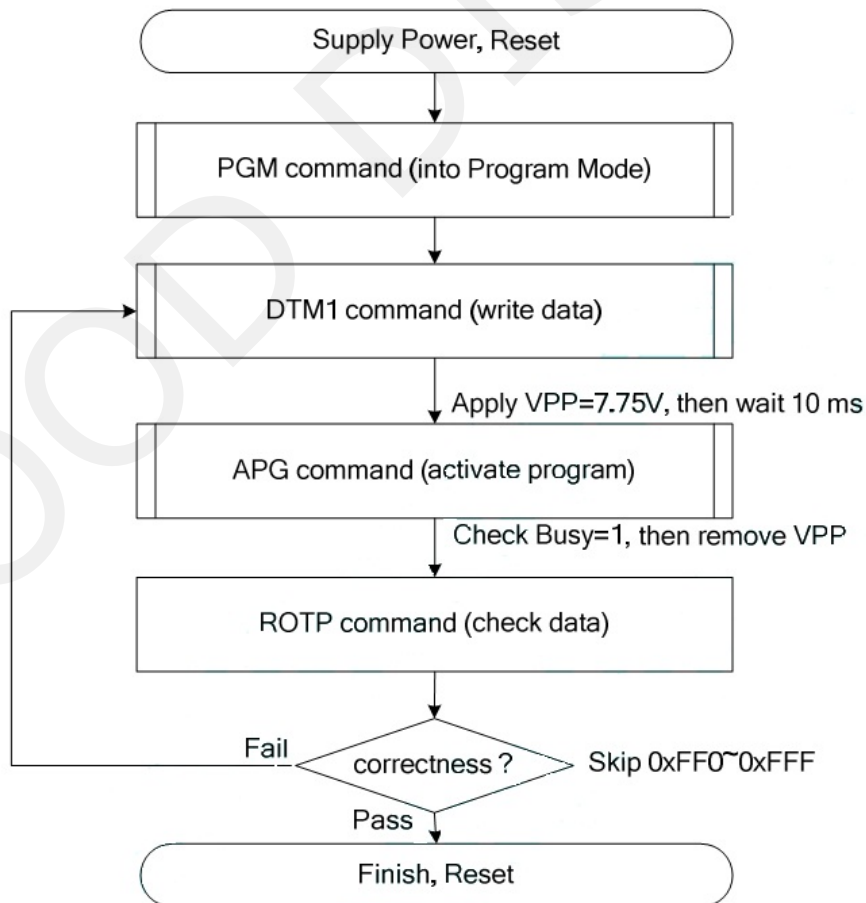 Supply Power, Reset
PGM command (into Program Mode)
DTM1 command (write data)
Apply VPP=7.75V, then wait 10 ms
APG command (activate program)
Check Busy=1, then remove VPP
ROTP command (check data)
Fail
correctness ?
Skip 0xFF0~0xFFF
Pass
Finish, Reset